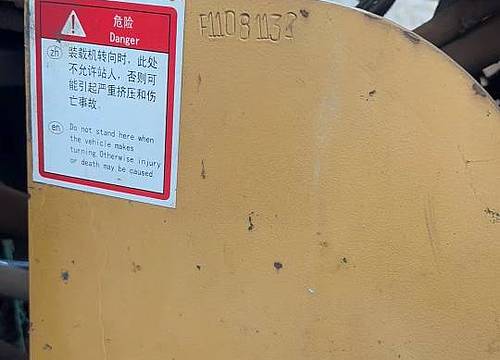 危险
Danger
F1108113
zh 装载机转向时，此处
不允许站人，否则可
能引起严重挤压和伤
亡事故.
en Do not stand here when
the vehicle makes
turning.Otherwise injury
or death may be caused